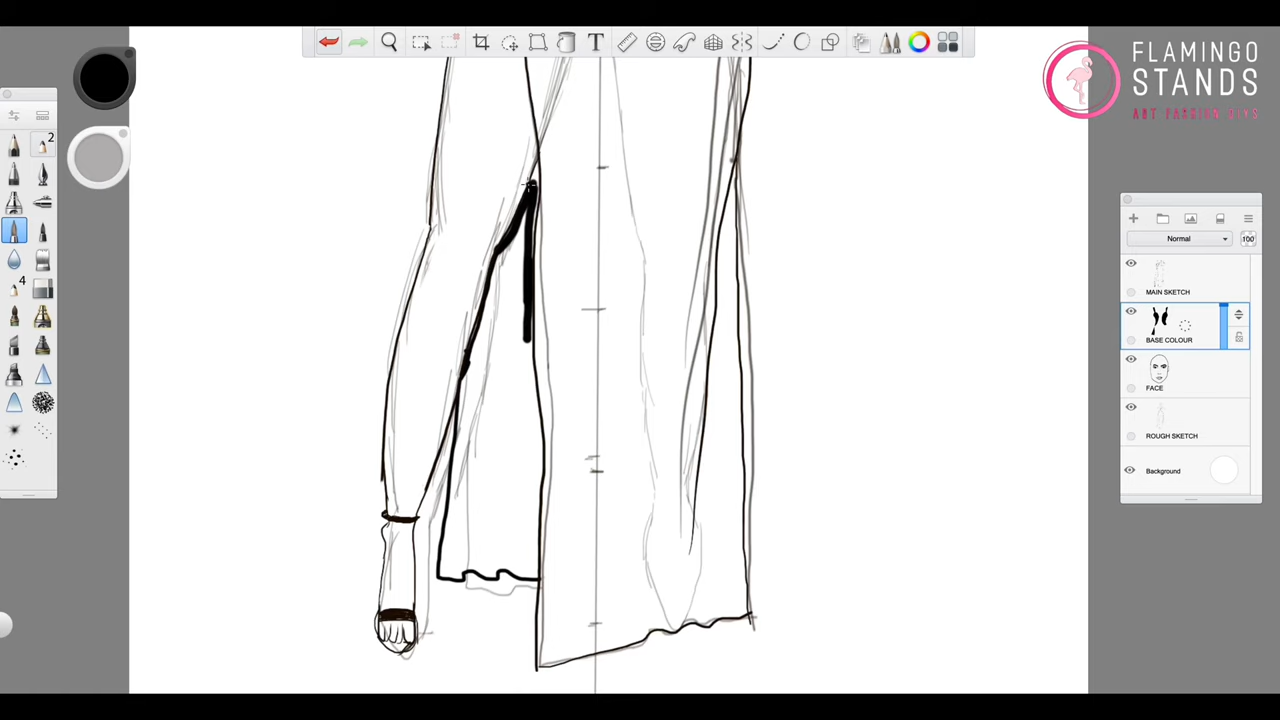 FLAMINGO
STANDS
ART FASHION DIYS
2
4
Normal
100
MAIN SKETCH
BASE COLOUR
FACE
ROUGH SKETCH
Background